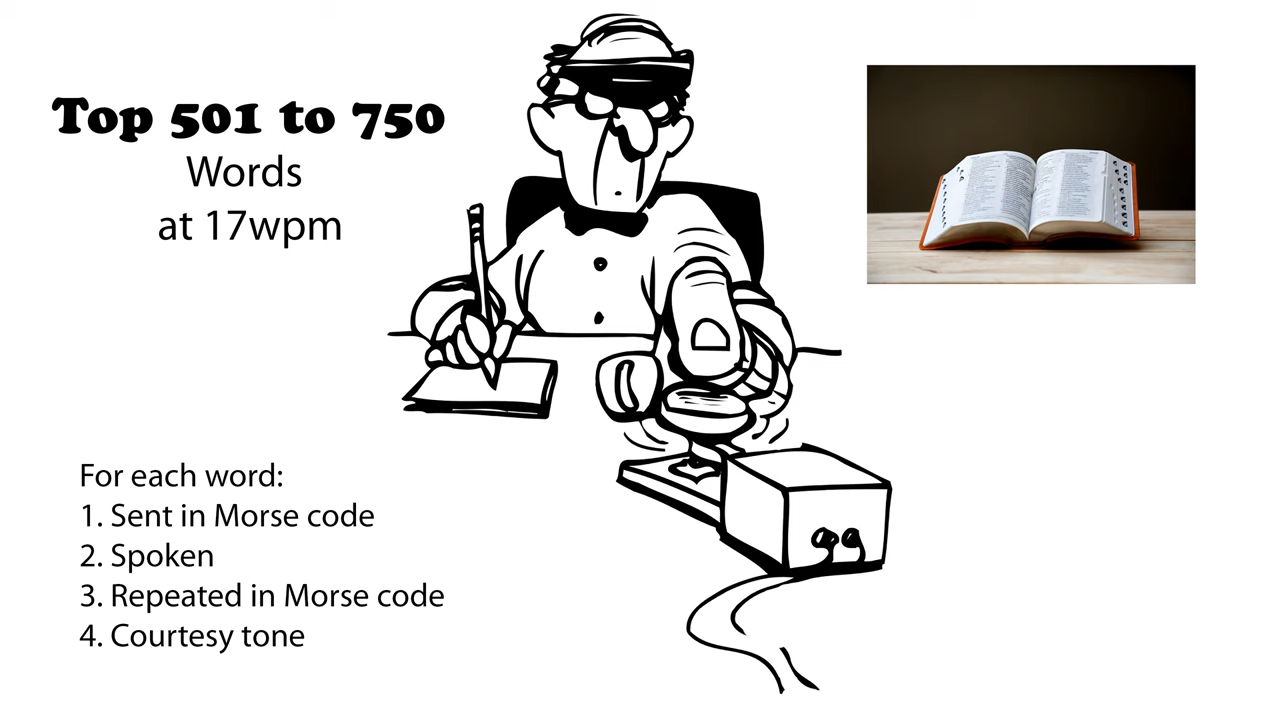 Top 501 to 750
Words
at 17wpm
For each word:
1. Sent in Morse code
2. Spoken
3. Repeated in Morse code
4. Courtesy tone